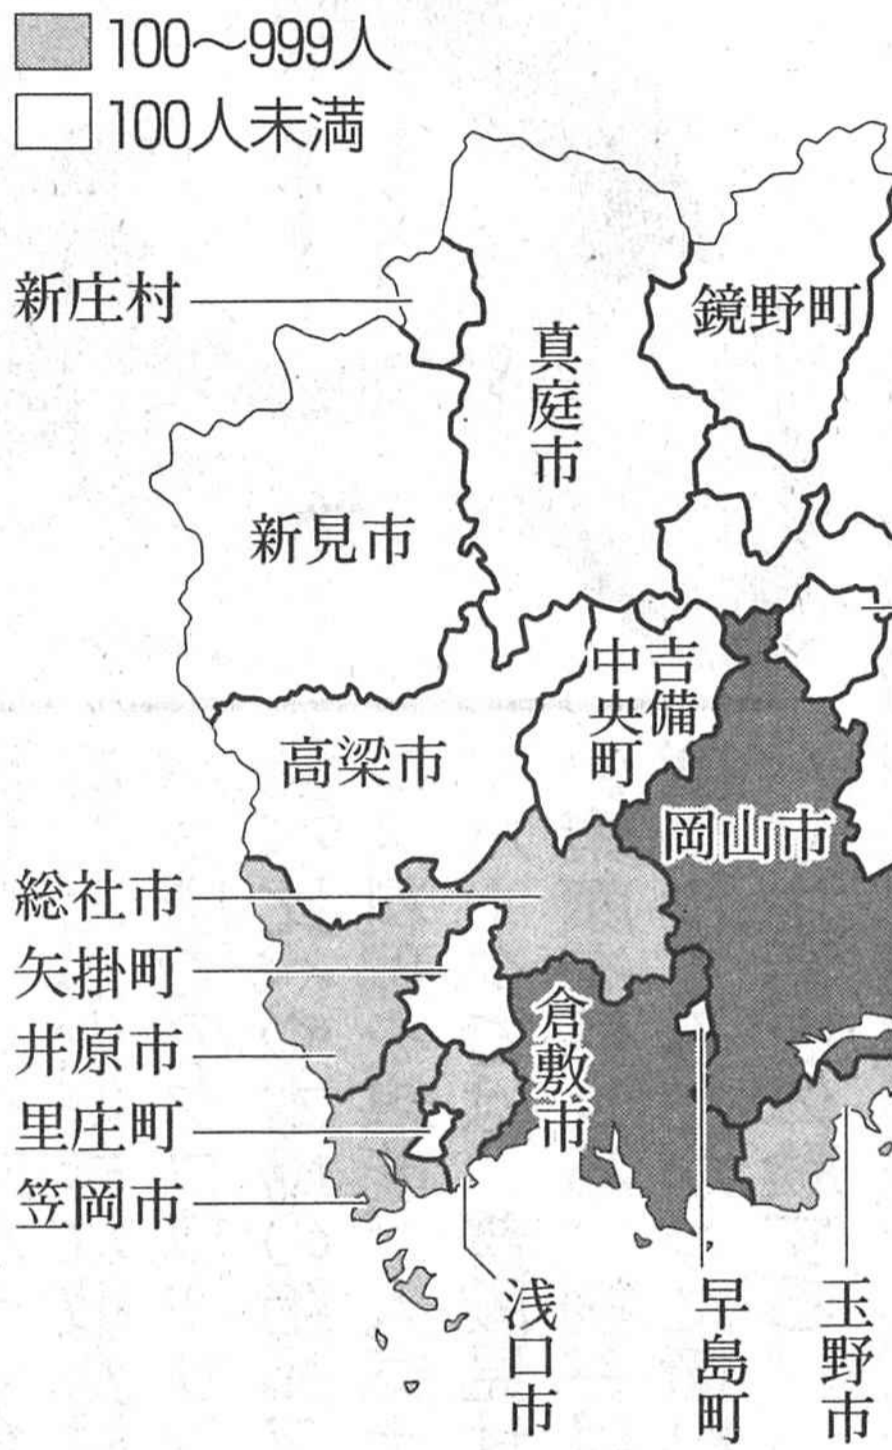 100～999人
100人未満
新庄村
鏡野町
真庭市
新見市
吉備
中央町
高梁市
岡山市
総社市
矢掛町
井原市
里庄町
笠岡市
倉敷市
浅口市
早島町
玉野市